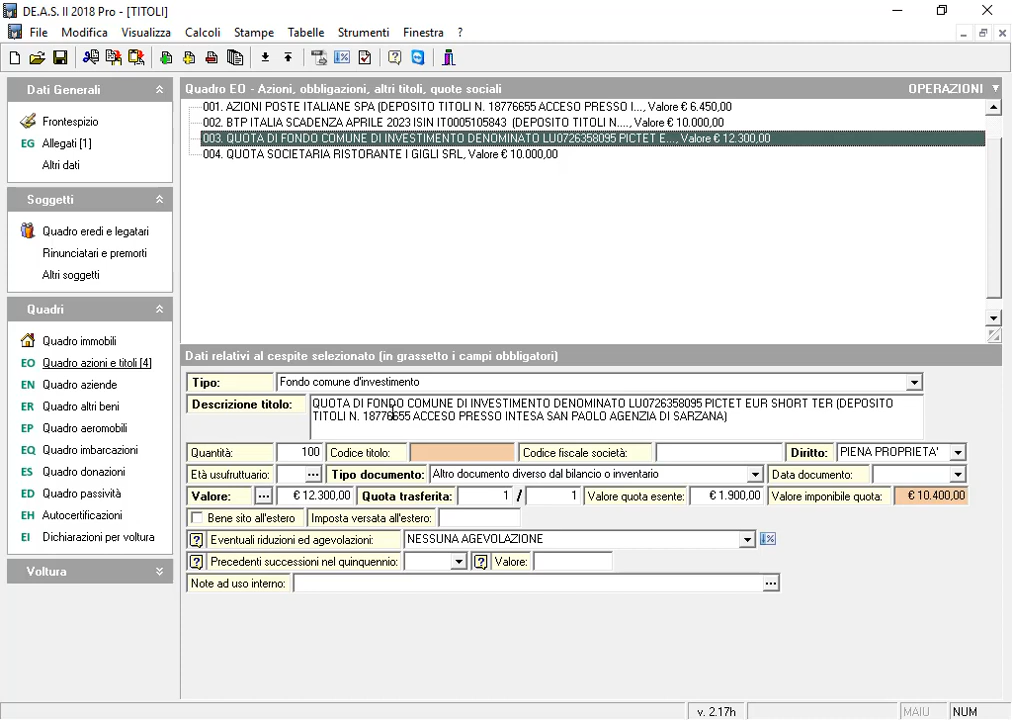 DE.A.S. II 2018 Pro - [TITOLI]
File Modifica Visualizza Calcoli Stampe Tabelle Strumenti Finestra ?
Dati Generali
Frontespizio
EG Allegati [1]
Altri dati
Soggetti
Quadro eredi e legatari
Rinunciatari e premorti
Altri soggetti
Quadri
Quadro immobili
EO Quadro azioni e titoli [4]
EN Quadro aziende
ER Quadro altri beni
EP Quadro aeromobili
EQ Quadro imbarcazioni
ES Quadro donazioni
ED Quadro passività
EH Autocertificazioni
EI Dichiarazioni per voltura
Voltura
Quadro EO - Azioni, obbligazioni, altri titoli, quote sociali OPERAZIONI
001. AZIONI POSTE ITALIANE SPA (DEPOSITO TITOLI N. 18776655 ACCESO PRESSO I..., Valore € 6.450,00
002. BTP ITALIA SCADENZA APRILE 2023 ISIN IT0005105843 (DEPOSITO TITOLI N...., Valore € 10.000,00
003. QUOTA DI FONDO COMUNE DI INVESTIMENTO DENOMINATO LU0726358095 PICTET E..., Valore € 12.300,00
004. QUOTA SOCIETARIA RISTORANTE I GIGLI SRL, Valore € 10.000,00
Dati relativi al cespite selezionato (in grassetto i campi obbligatori)
Tipo: Fondo comune d'investimento
Descrizione titolo: QUOTA DI FONDO COMUNE DI INVESTIMENTO DENOMINATO LU0726358095 PICTET EUR SHORT TER (DEPOSITO
TITOLI N. 18776655 ACCESO PRESSO INTESA SAN PAOLO AGENZIA DI SARZANA)
Quantità: 100 Codice titolo: Codice fiscale società: Diritto: PIENA PROPRIETA'
Età usufruttuario: ... Tipo documento: Altro documento diverso dal bilancio o inventario Data documento:
Valore: ... € 12.300,00 Quota trasferita: 1 / 1 Valore quota esente: € 1.900,00 Valore imponibile quota: € 10.400,00
Bene sito all'estero Imposta versata all'estero:
? Eventuali riduzioni ed agevolazioni: NESSUNA AGEVOLAZIONE
? Precedenti successioni nel quinquennio: ? Valore:
Note ad uso interno: ...
v. 2.17h MAIU NUM